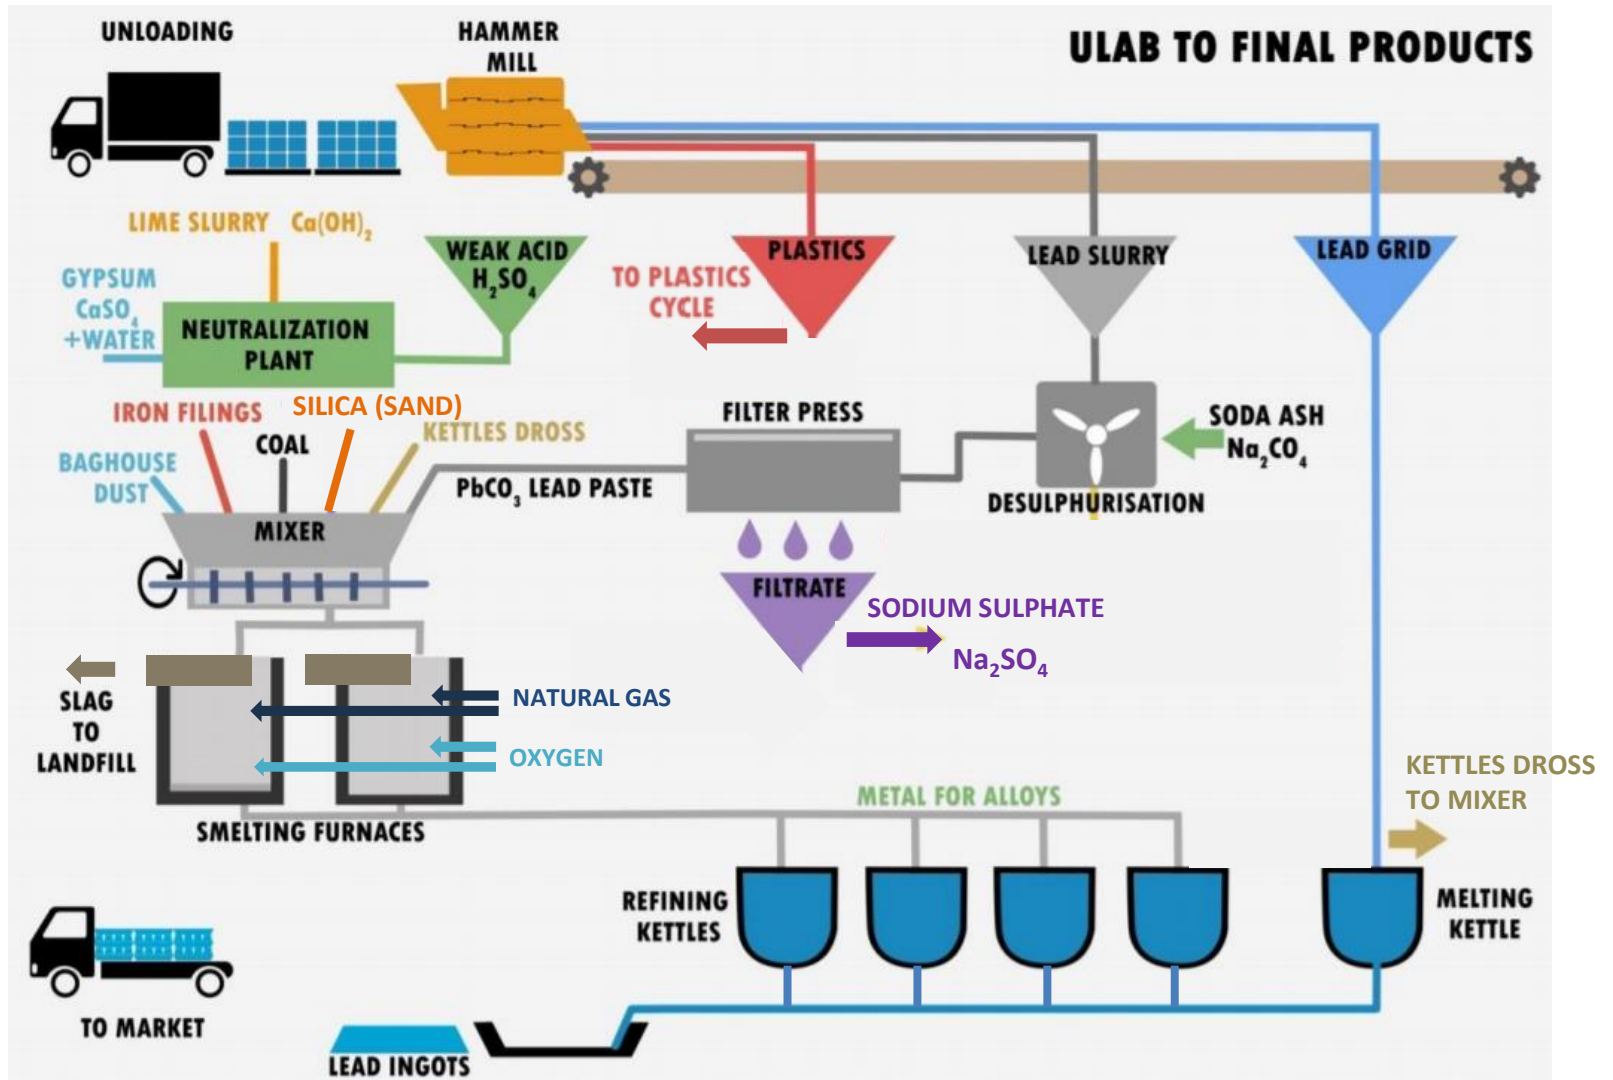 UNLOADING
HAMMER
MILL
ULAB TO FINAL PRODUCTS
LIME SLURRY Ca(OH)₂
GYPSUM
CaSO₄
+WATER
NEUTRALIZATION
PLANT
WEAK ACID
H₂SO₄
PLASTICS
TO PLASTICS
CYCLE
LEAD SLURRY
LEAD GRID
IRON FILINGS
SILICA (SAND)
COAL
KETTLES DROSS
BAGHOUSE
DUST
MIXER
PbCO₃ LEAD PASTE
FILTER PRESS
SODA ASH
Na₂CO₄
DESULPHURISATION
FILTRATE
SODIUM SULPHATE
Na₂SO₄
SLAG
TO
LANDFILL
NATURAL GAS
OXYGEN
SMELTING FURNACES
METAL FOR ALLOYS
KETTLES DROSS
TO MIXER
REFINING
KETTLES
MELTING
KETTLE
TO MARKET
LEAD INGOTS